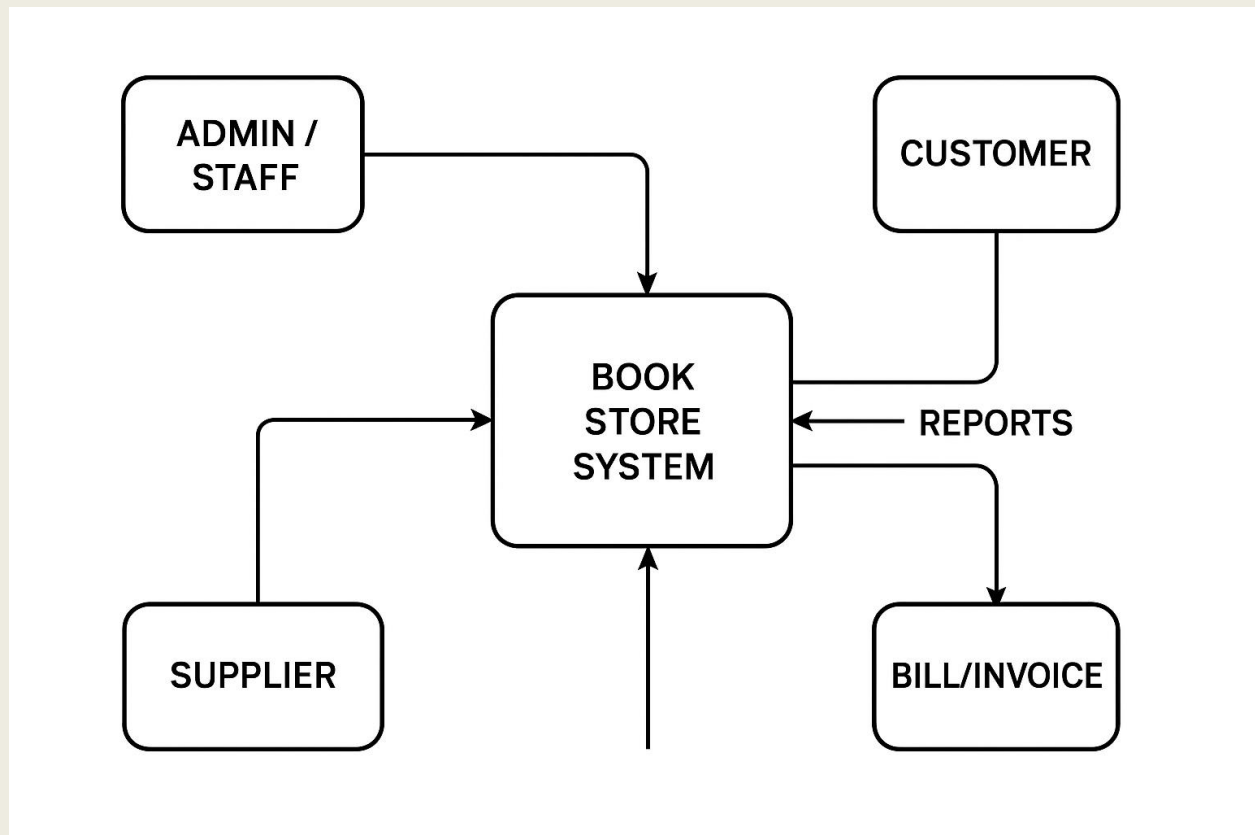 ADMIN /
STAFF
CUSTOMER
BOOK
STORE
SYSTEM
REPORTS
SUPPLIER
BILL/INVOICE